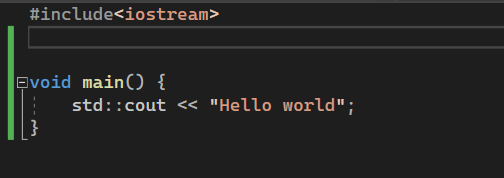 #include<iostream>
void main() {
    std::cout << "Hello world";
}